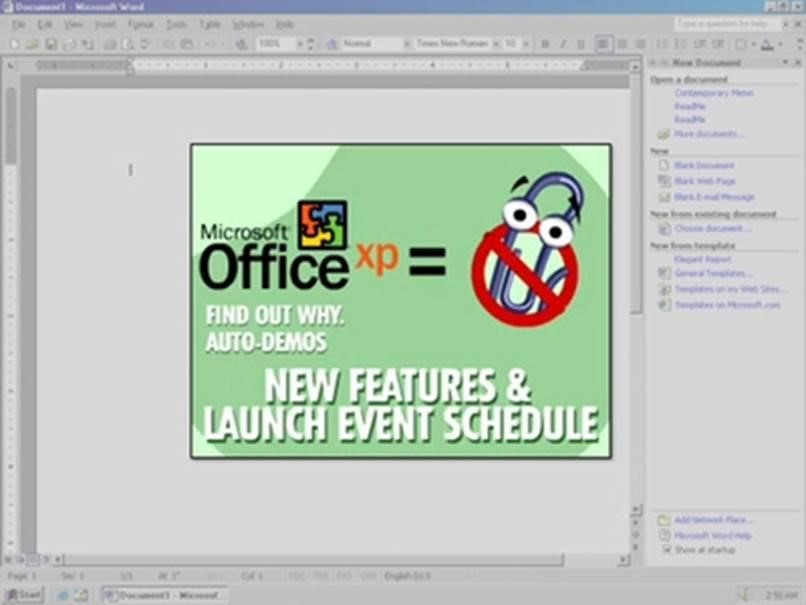 Document1 - Microsoft Word
File Edit View Insert Format Tools Table Window Help
Type a question for help
100% Normal Times New Roman 10 B I U
New Document
Open a document
Contemporary Memo
ReadMe
ReadMe
More documents...
New
Blank Document
Blank Web Page
Blank E-mail Message
New from existing document
Choose document...
New from template
Elegant Report
General Templates...
Templates on my Web Sites...
Templates on Microsoft.com
Microsoft
Office xp =
FIND OUT WHY.
AUTO-DEMOS
NEW FEATURES &
LAUNCH EVENT SCHEDULE
Add Network Place...
Microsoft Word Help
Show at startup
Page 1 Sec 1 1/1 At 1" Col 1 REC TRK EXT OVR English (U.S
Start
Document1 - Microsof...
2:50 AM